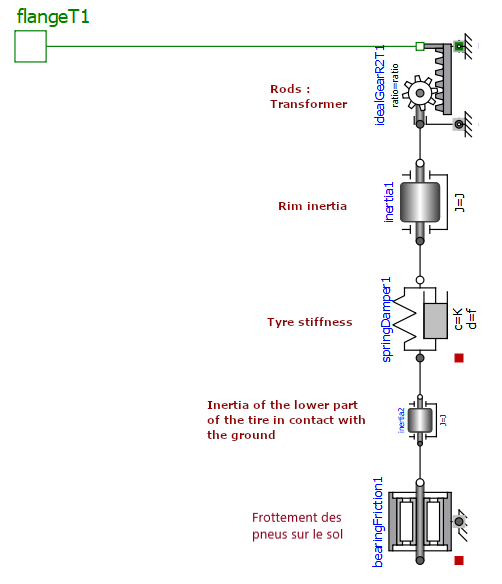 flangeT1
idealGearR2T1
ratio=ratio
Rods :
Transformer
inertia1
J=J
Rim inertia
springDamper1
c=K
d=f
Tyre stiffness
inertia2
J=J
Inertia of the lower part
of the tire in contact with
the ground
bearingFriction1
Frottement des
pneus sur le sol